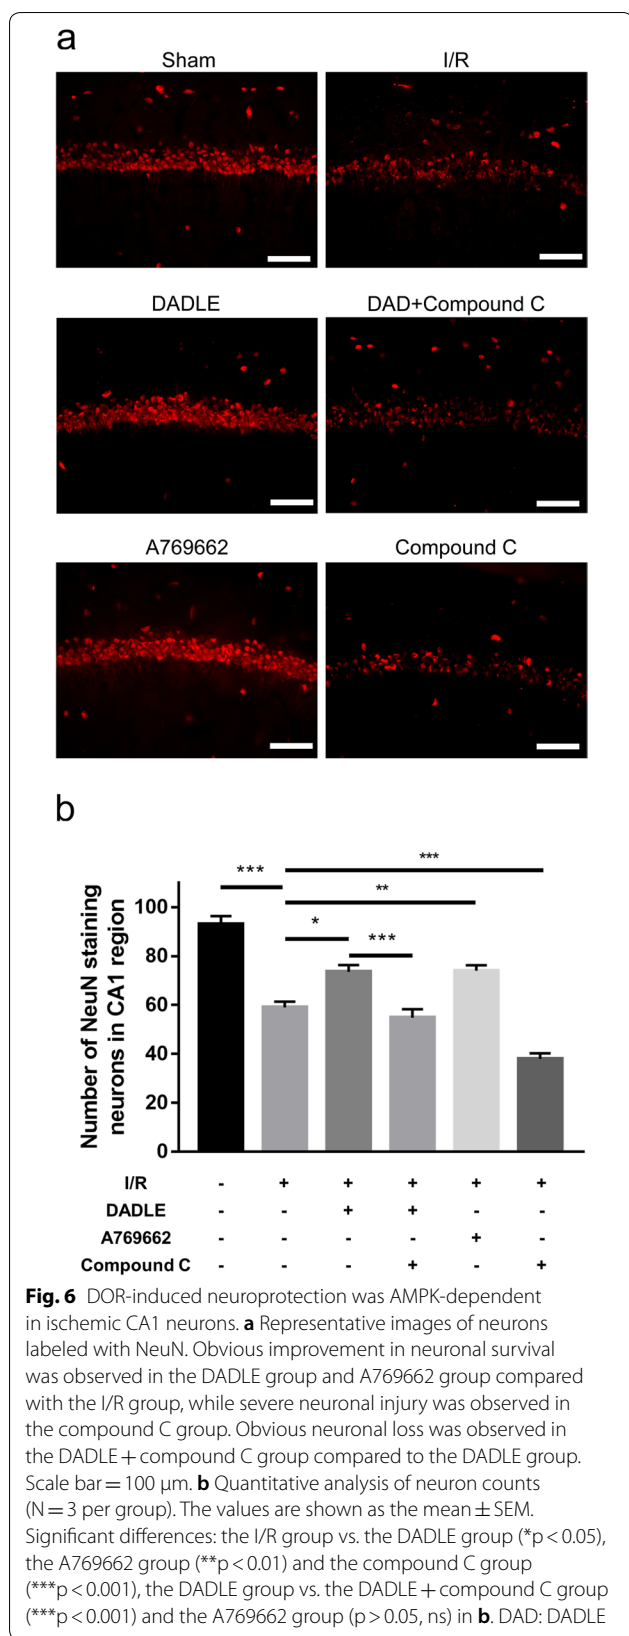 a
Sham I/R
DADLE DAD+Compound C
A769662 Compound C
b
*** *** ** * ***
Number of NeuN staining
neurons in CA1 region
100
80
60
40
20
0
I/R - + + + + +
DADLE - - + + - -
A769662 - - - - + -
Compound C - - - + - +
Fig. 6 DOR-induced neuroprotection was AMPK-dependent
in ischemic CA1 neurons. a Representative images of neurons
labeled with NeuN. Obvious improvement in neuronal survival
was observed in the DADLE group and A769662 group compared
with the I/R group, while severe neuronal injury was observed in
the compound C group. Obvious neuronal loss was observed in
the DADLE + compound C group compared to the DADLE group.
Scale bar = 100 μm. b Quantitative analysis of neuron counts
(N = 3 per group). The values are shown as the mean ± SEM.
Significant differences: the I/R group vs. the DADLE group (*p < 0.05),
the A769662 group (**p < 0.01) and the compound C group
(***p < 0.001), the DADLE group vs. the DADLE + compound C group
(***p < 0.001) and the A769662 group (p > 0.05, ns) in b. DAD: DADLE